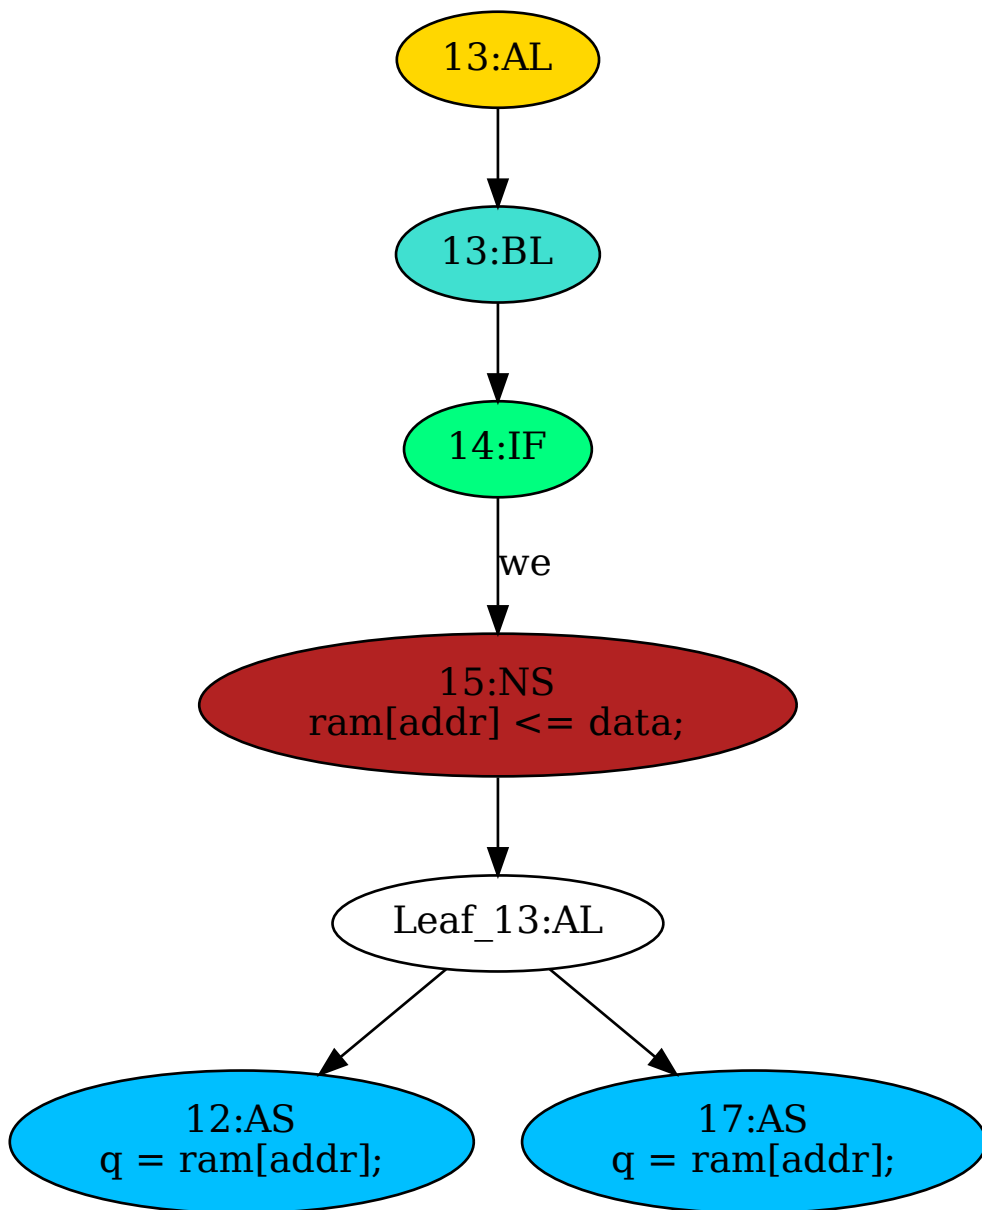 13:AL
13:BL
14:IF
we
15:NS
ram[addr] <= data;
Leaf_13:AL
12:AS
q = ram[addr];
17:AS
q = ram[addr];